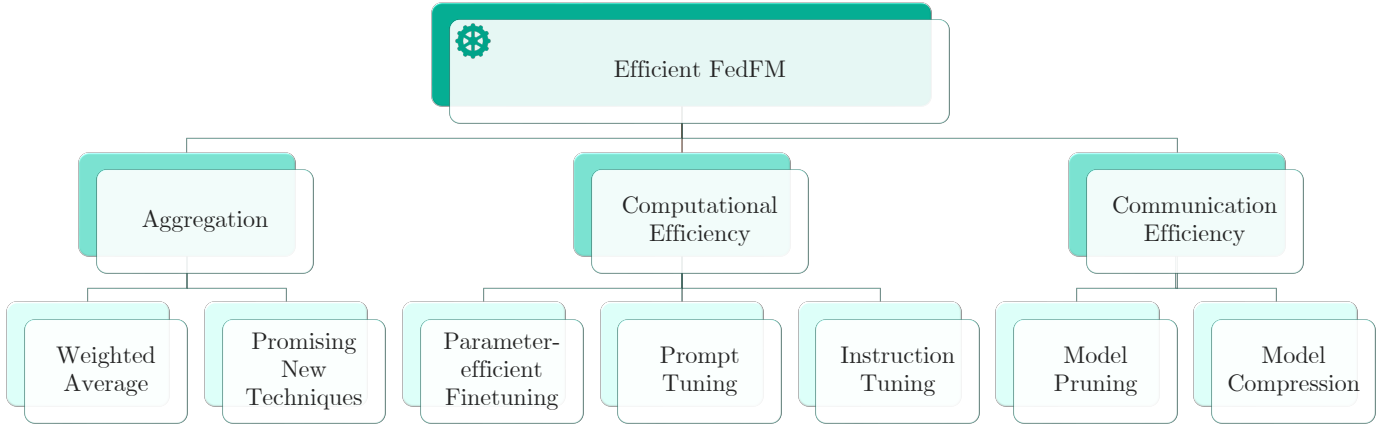 Efficient FedFM
Aggregation
Computational
Efficiency
Communication
Efficiency
Weighted
Average
Promising
New
Techniques
Parameter-
efficient
Finetuning
Prompt
Tuning
Instruction
Tuning
Model
Pruning
Model
Compression